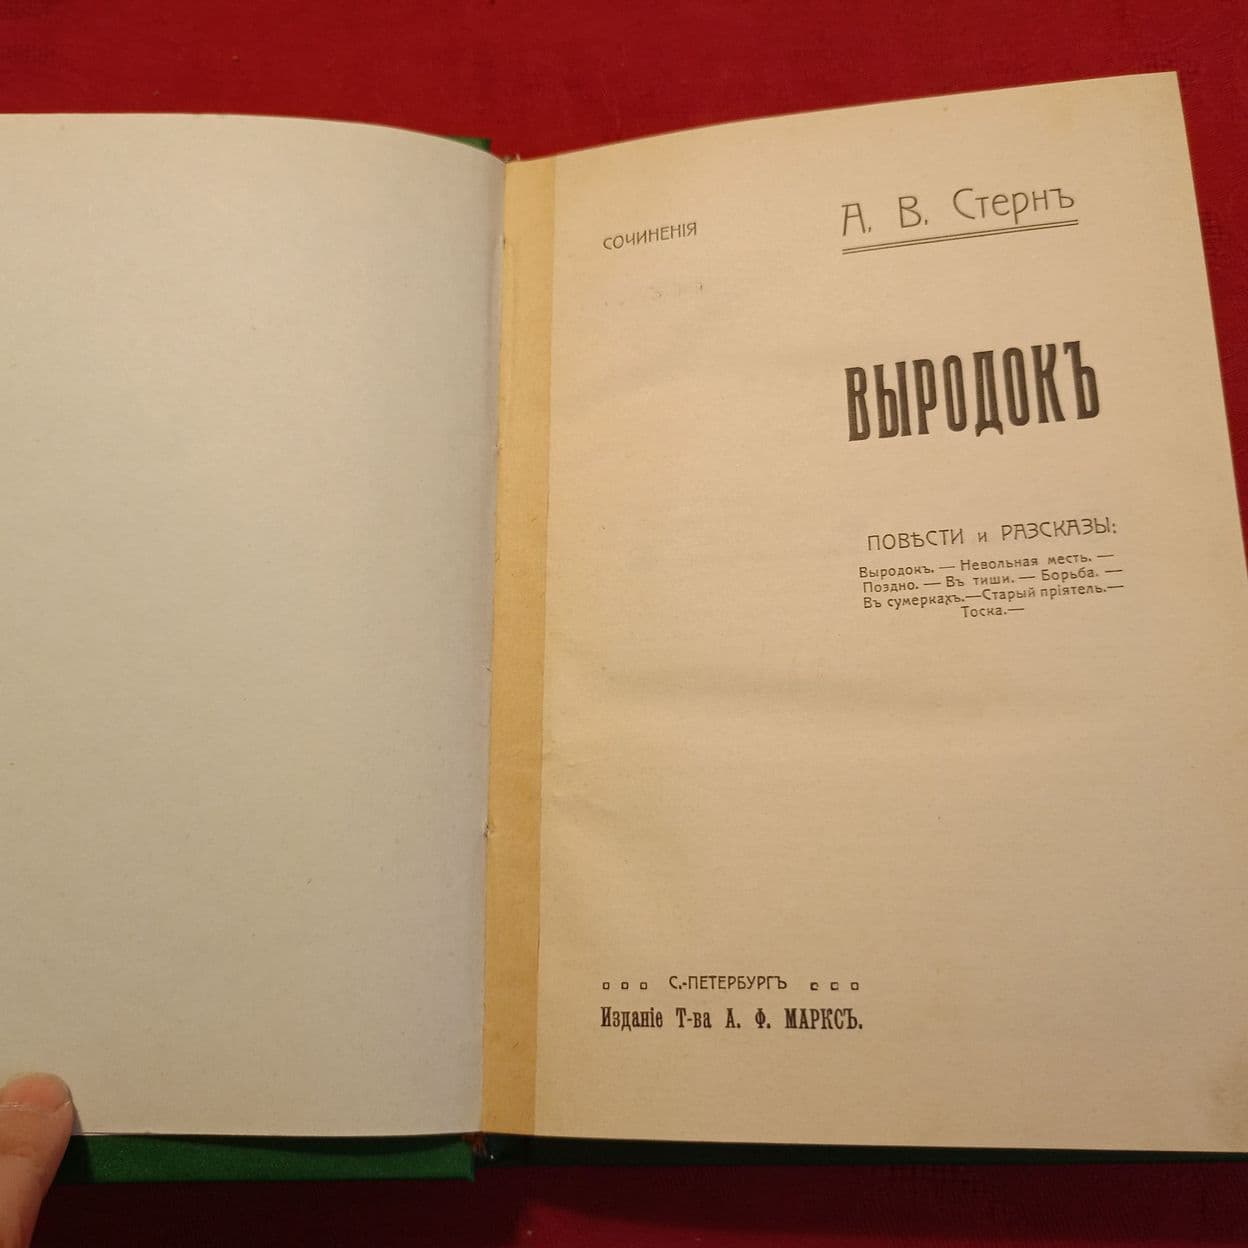 СОЧИНЕНІЯ
А. В. Стернъ
ВЫРОДОКЪ
ПОВѢСТИ и РАЗСКАЗЫ:
Выродокъ. — Невольная месть. —
Поздно. — Въ тиши. — Борьба. —
Въ сумеркахъ.—Старый пріятель.—
Тоска.—
С.-ПЕТЕРБУРГЪ
Изданіе Т-ва А. Ф. МАРКСЪ.